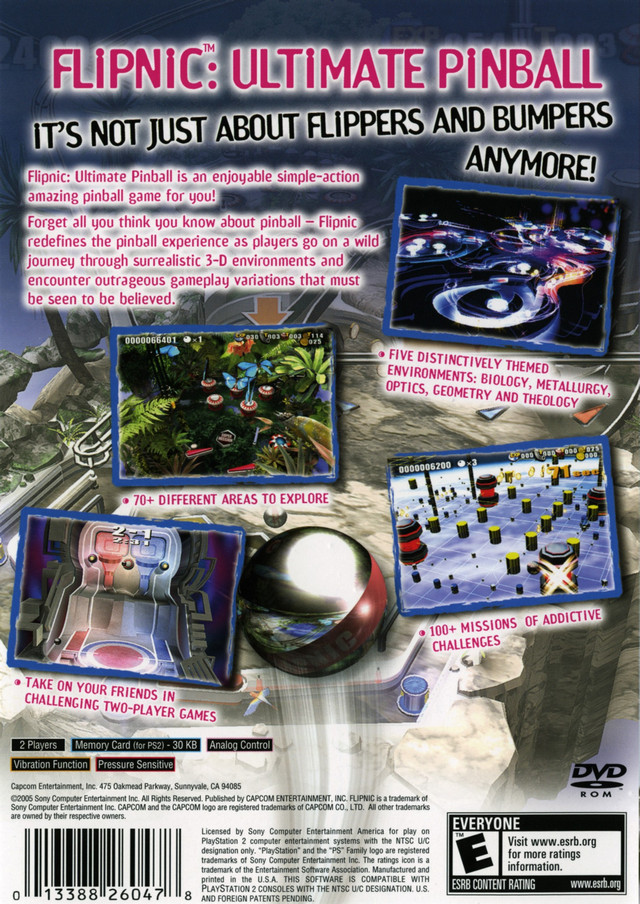 FLiPNiC™: ULTiMATE PiNBALL
iT'S NOT JUST ABOUT FLIPPERS AND BUMPERS
ANYMORE!
Flipnic: Ultimate Pinball is an enjoyable simple-action
amazing pinball game for you!
Forget all you think you know about pinball – Flipnic
redefines the pinball experience as players go on a wild
journey through surrealistic 3-D environments and
encounter outrageous gameplay variations that must
be seen to be believed.
• FIVE DISTINCTIVELY THEMED
ENVIRONMENTS: BIOLOGY, METALLURGY,
OPTICS, GEOMETRY AND THEOLOGY
0000066401 ×1
• 70+ DIFFERENT AREAS TO EXPLORE
0000006200 ×3
• 100+ MISSIONS OF ADDICTIVE
CHALLENGES
• TAKE ON YOUR FRIENDS IN
CHALLENGING TWO-PLAYER GAMES
2 Players Memory Card (for PS2) - 30 KB Analog Control
Vibration Function Pressure Sensitive
Capcom Entertainment, Inc. 475 Oakmead Parkway, Sunnyvale, CA 94085
©2005 Sony Computer Entertainment Inc. All Rights Reserved. Published by CAPCOM ENTERTAINMENT, INC. FLIPNIC is a trademark of
Sony Computer Entertainment Inc. CAPCOM and the CAPCOM logo are registered trademarks of CAPCOM CO., LTD. All other trademarks
are owned by their respective owners.
DVD
ROM
Licensed by Sony Computer Entertainment America for play on
PlayStation 2 computer entertainment systems with the NTSC U/C
designation only. "PlayStation" and the "PS" Family logo are registered
trademarks of Sony Computer Entertainment Inc. The ratings icon is a
trademark of the Entertainment Software Association. Manufactured and
printed in the U.S.A. THIS SOFTWARE IS COMPATIBLE WITH
PLAYSTATION 2 CONSOLES WITH THE NTSC U/C DESIGNATION. U.S.
AND FOREIGN PATENTS PENDING.
0 13388 26047 8
EVERYONE
E
Visit www.esrb.org
for more ratings
information.
ESRB CONTENT RATING www.esrb.org